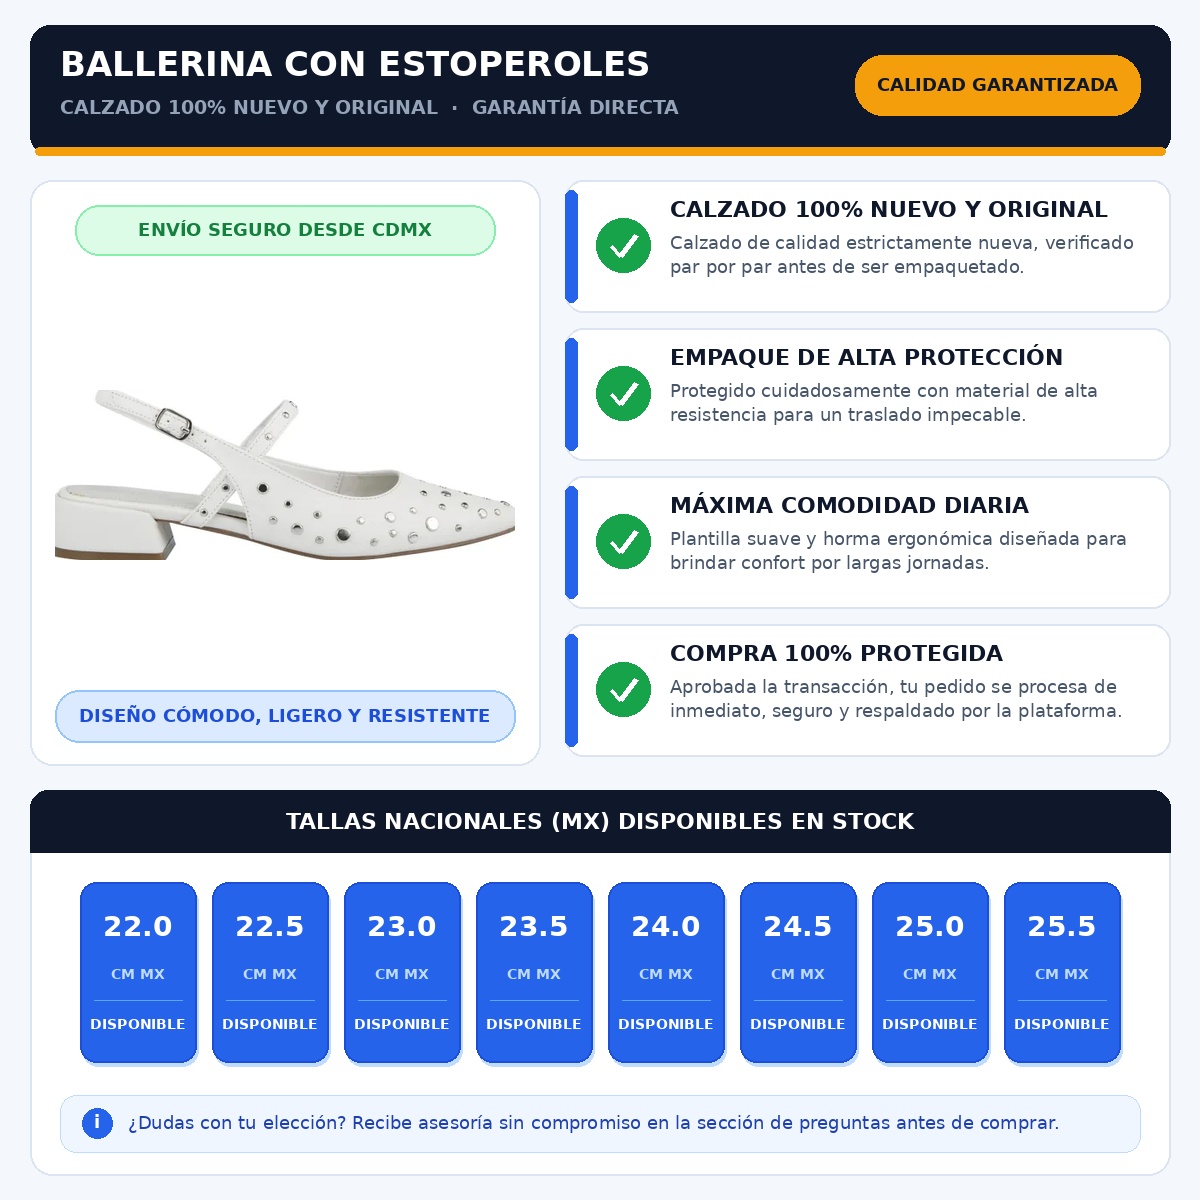 BALLERINA CON ESTOPEROLES
CALZADO 100% NUEVO Y ORIGINAL · GARANTÍA DIRECTA
CALIDAD GARANTIZADA
ENVÍO SEGURO DESDE CDMX
DISEÑO CÓMODO, LIGERO Y RESISTENTE
CALZADO 100% NUEVO Y ORIGINAL
Calzado de calidad estrictamente nueva, verificado
par por par antes de ser empaquetado.
EMPAQUE DE ALTA PROTECCIÓN
Protegido cuidadosamente con material de alta
resistencia para un traslado impecable.
MÁXIMA COMODIDAD DIARIA
Plantilla suave y horma ergonómica diseñada para
brindar confort por largas jornadas.
COMPRA 100% PROTEGIDA
Aprobada la transacción, tu pedido se procesa de
inmediato, seguro y respaldado por la plataforma.
TALLAS NACIONALES (MX) DISPONIBLES EN STOCK
22.0 22.5 23.0 23.5 24.0 24.5 25.0 25.5
CM MX CM MX CM MX CM MX CM MX CM MX CM MX CM MX
DISPONIBLE DISPONIBLE DISPONIBLE DISPONIBLE DISPONIBLE DISPONIBLE DISPONIBLE DISPONIBLE
i ¿Dudas con tu elección? Recibe asesoría sin compromiso en la sección de preguntas antes de comprar.